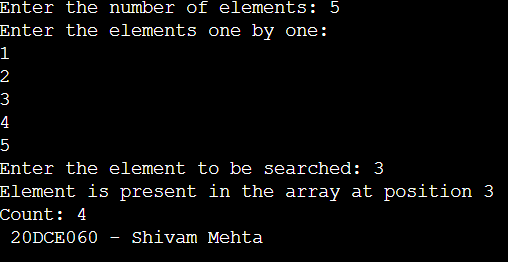 Enter the number of elements: 5
Enter the elements one by one:
1
2
3
4
5
Enter the element to be searched: 3
Element is present in the array at position 3
Count: 4
20DCE060 - Shivam Mehta